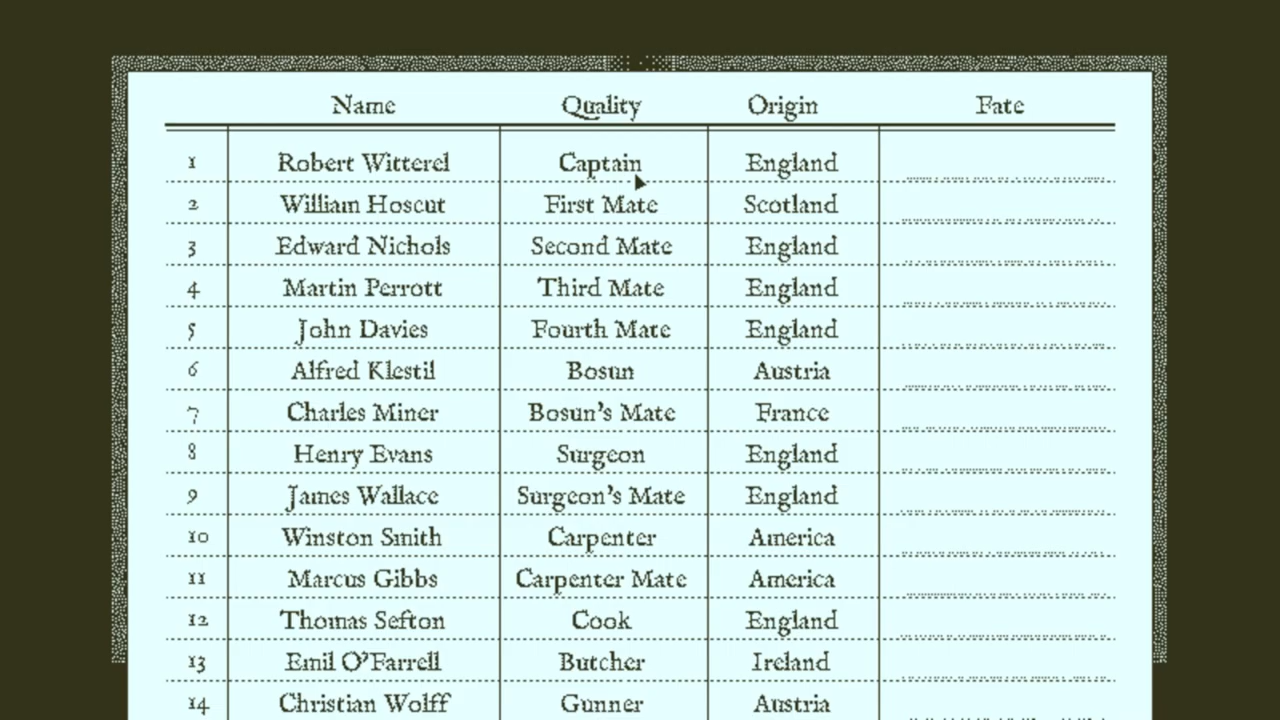 Name Quality Origin Fate
1 Robert Witterel Captain England
2 William Hoscut First Mate Scotland
3 Edward Nichols Second Mate England
4 Martin Perrott Third Mate England
5 John Davies Fourth Mate England
6 Alfred Klestil Bosun Austria
7 Charles Miner Bosun's Mate France
8 Henry Evans Surgeon England
9 James Wallace Surgeon's Mate England
10 Winston Smith Carpenter America
11 Marcus Gibbs Carpenter Mate America
12 Thomas Sefton Cook England
13 Emil O'Farrell Butcher Ireland
14 Christian Wolff Gunner Austria